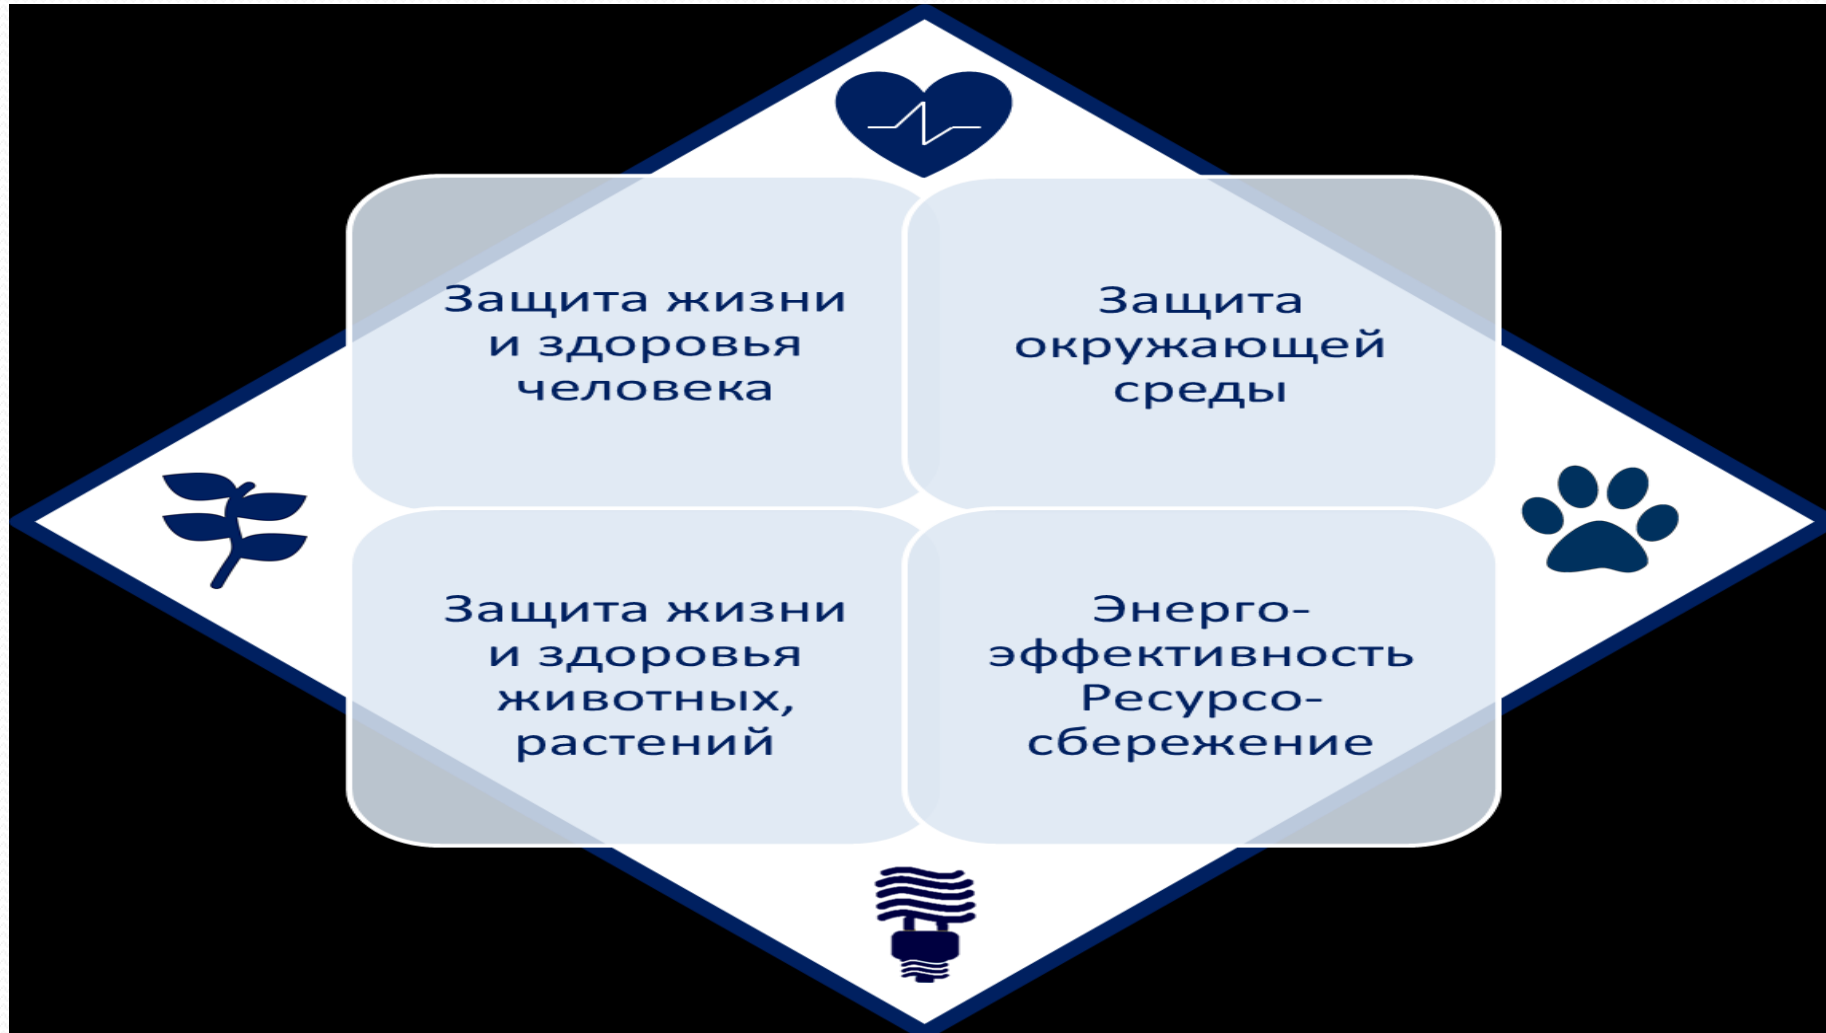 Защита жизни
и здоровья
человека
Защита
окружающей
среды
Защита жизни
и здоровья
животных,
растений
Энерго-
эффективность
Ресурсо-
сбережение